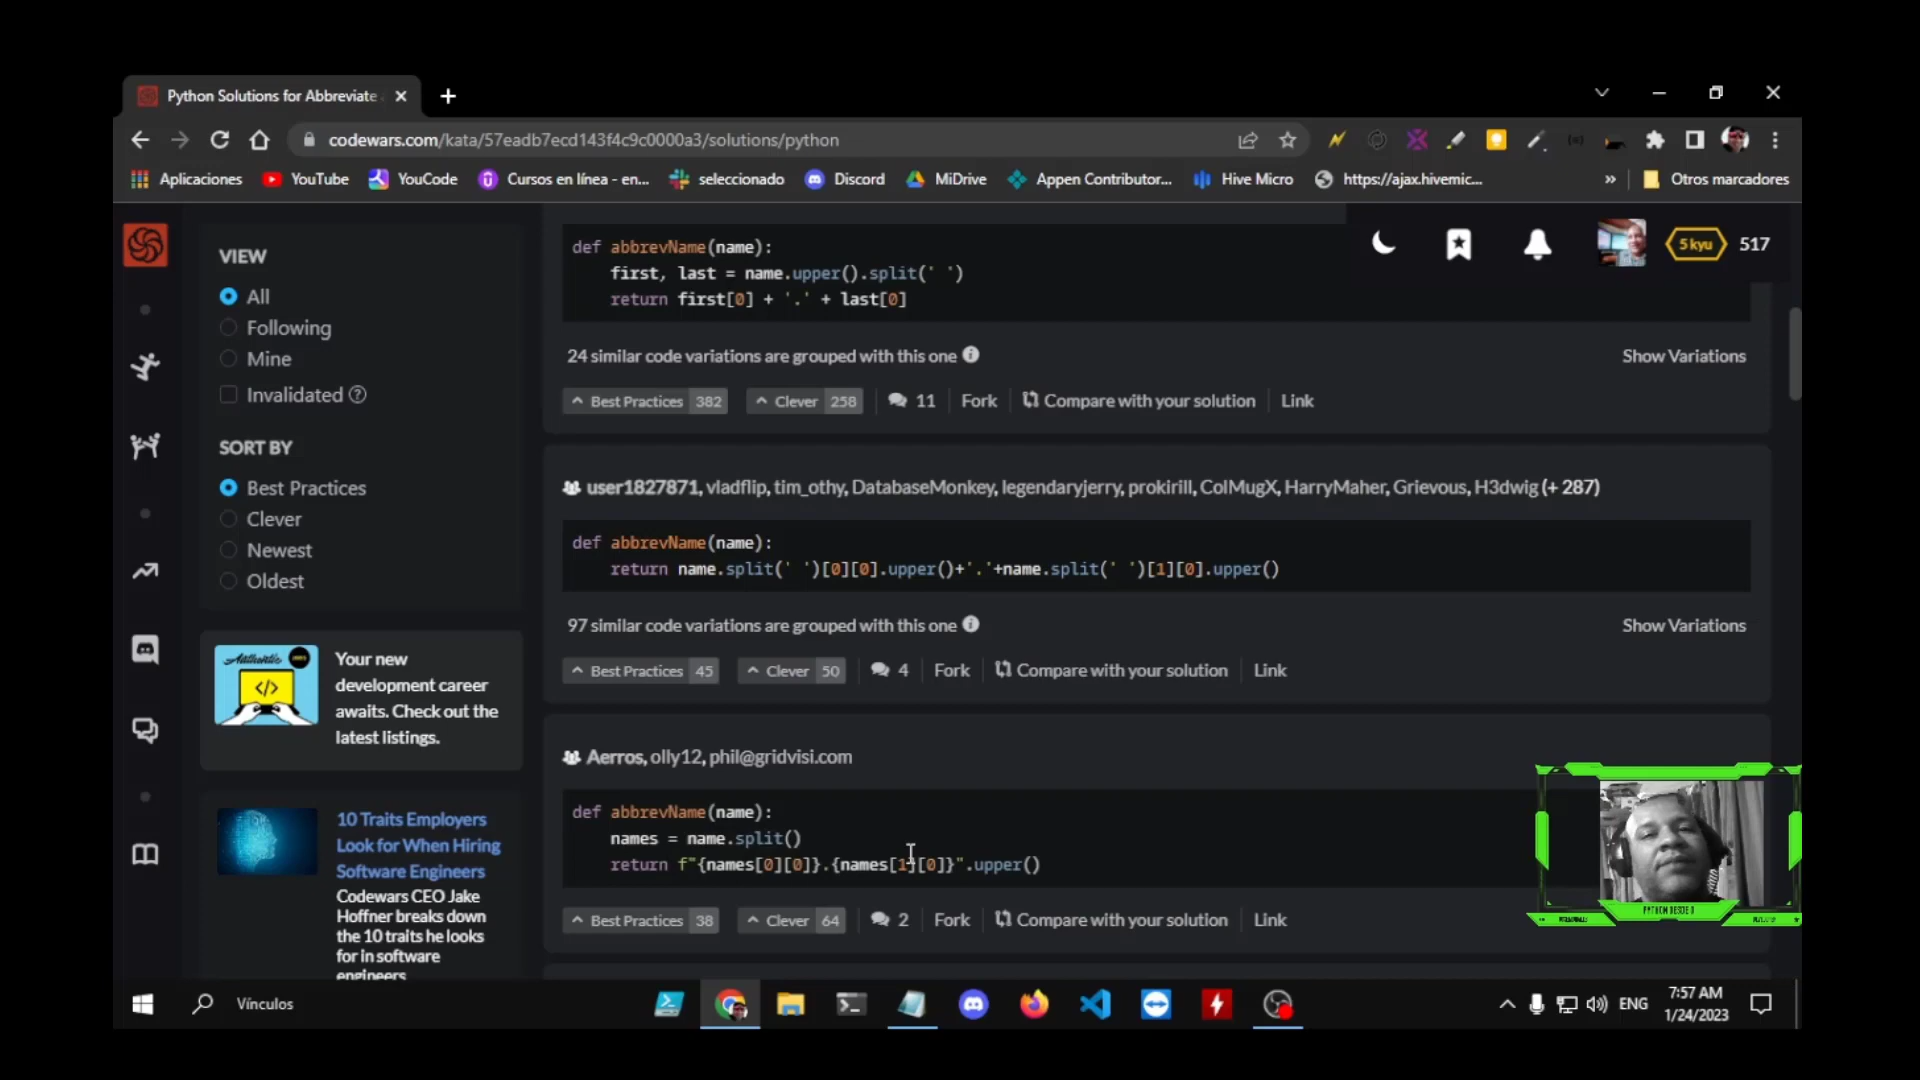 Python Solutions for Abbreviate
codewars.com/kata/57eadb7ecd143f4c9c0000a3/solutions/python
Aplicaciones YouTube YouCode Cursos en línea - en... seleccionado Discord MiDrive Appen Contributor... Hive Micro https://ajax.hivemic... » Otros marcadores
5 kyu 517
VIEW
All
Following
Mine
Invalidated
SORT BY
Best Practices
Clever
Newest
Oldest
Authentic
</>
Your new
development career
awaits. Check out the
latest listings.
10 Traits Employers
Look for When Hiring
Software Engineers
Codewars CEO Jake
Hoffner breaks down
the 10 traits he looks
for in software
engineers
def abbrevName(name):
first, last = name.upper().split(' ')
return first[0] + '.' + last[0]
24 similar code variations are grouped with this one Show Variations
Best Practices 382 Clever 258 11 Fork Compare with your solution Link
user1827871, vladflip, tim_othy, DatabaseMonkey, legendaryjerry, prokirill, ColMugX, HarryMaher, Grievous, H3dwig (+ 287)
def abbrevName(name):
return name.split(' ')[0][0].upper()+'.'+name.split(' ')[1][0].upper()
97 similar code variations are grouped with this one Show Variations
Best Practices 45 Clever 50 4 Fork Compare with your solution Link
Aerros, olly12, phil@gridvisi.com
def abbrevName(name):
names = name.split()
return f"{names[0][0]}.{names[1][0]}".upper()
Best Practices 38 Clever 64 2 Fork Compare with your solution Link
PYTHON DESDE 0
Vínculos
ENG
7:57 AM
1/24/2023